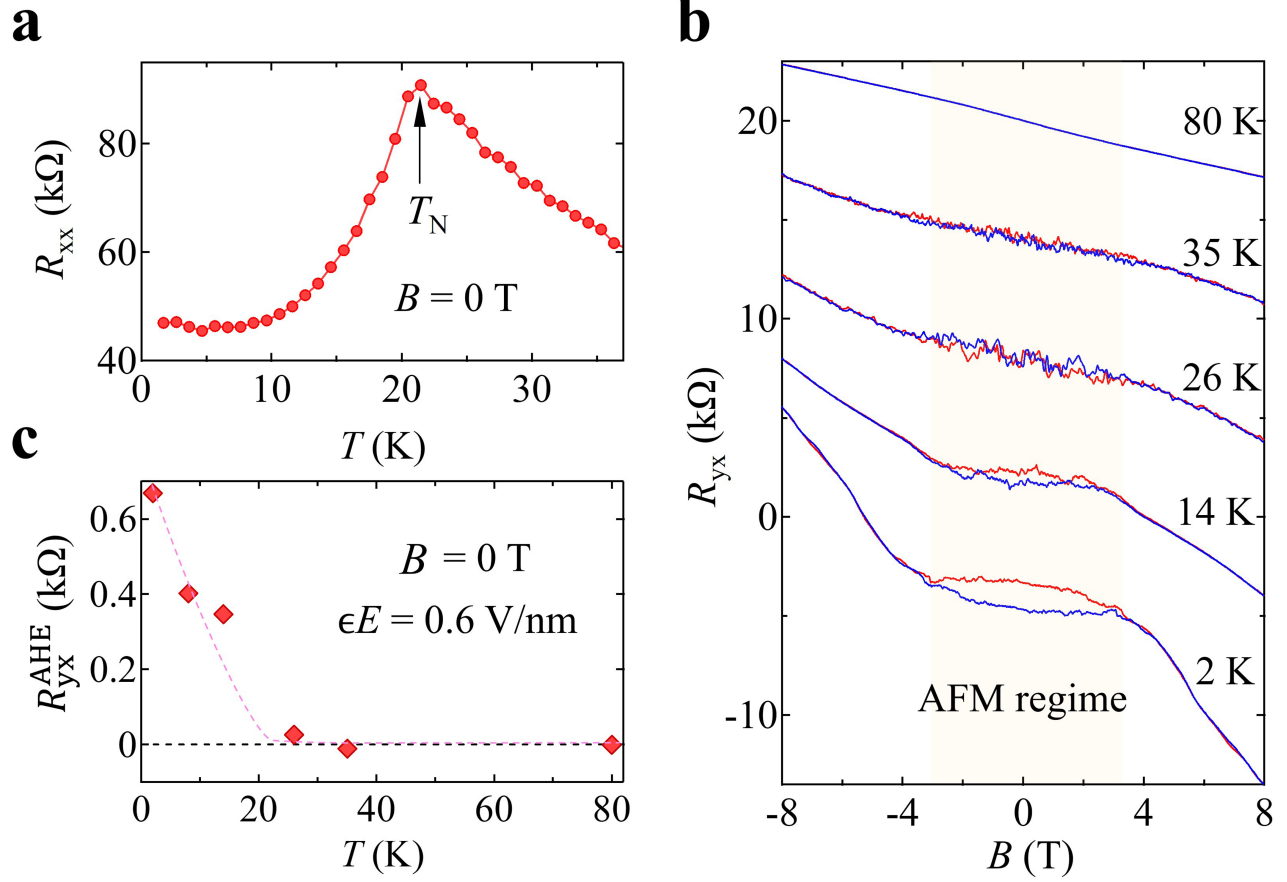 a
R_xx (kΩ)
80
60
40
T_N
B = 0 T
0 10 20 30
T (K)
b
R_yx (kΩ)
20
10
0
-10
80 K
35 K
26 K
14 K
2 K
AFM regime
-8 -4 0 4 8
B (T)
c
R_yx^AHE (kΩ)
0.6
0.4
0.2
0
B = 0 T
ϵE = 0.6 V/nm
0 20 40 60 80
T (K)